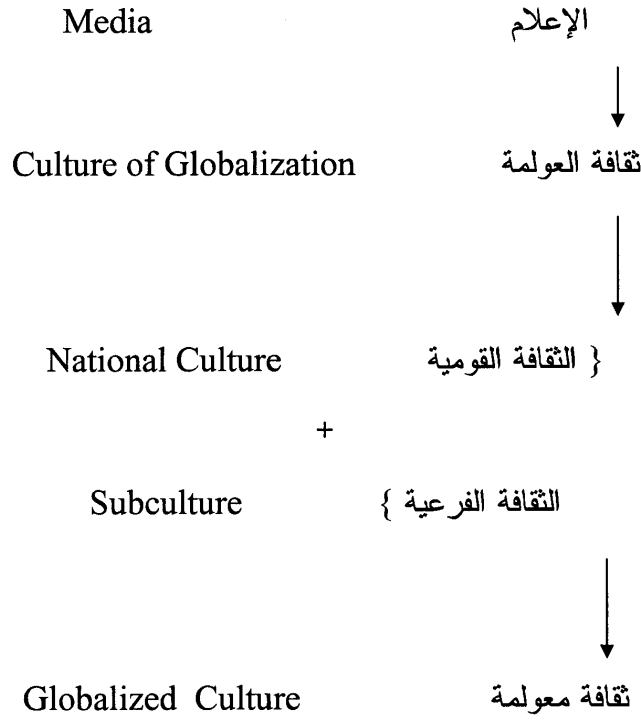 Media الإعلام
Culture of Globalization ثقافة العولمة
National Culture { الثقافة القومية
+
Subculture الثقافة الفرعية }
Globalized Culture ثقافة معولمة